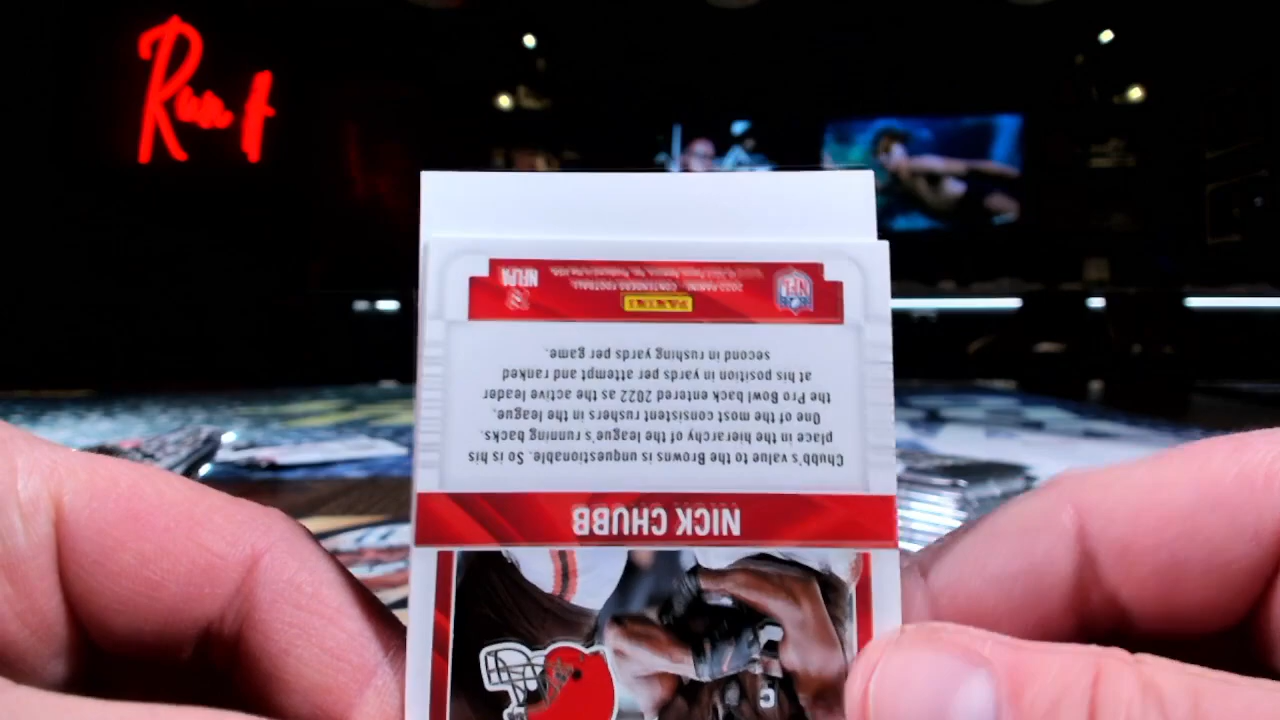 NICK CHUBB
Chubb's value to the Browns is unquestionable. So is his
place in the hierarchy of the league's running backs.
One of the most consistent rushers in the league,
the Pro Bowl back entered 2022 as the active leader
at his position in yards per attempt and ranked
second in rushing yards per game.
NFL
PANINI
2022 PANINI - CONTENDERS FOOTBALL
NFLPA